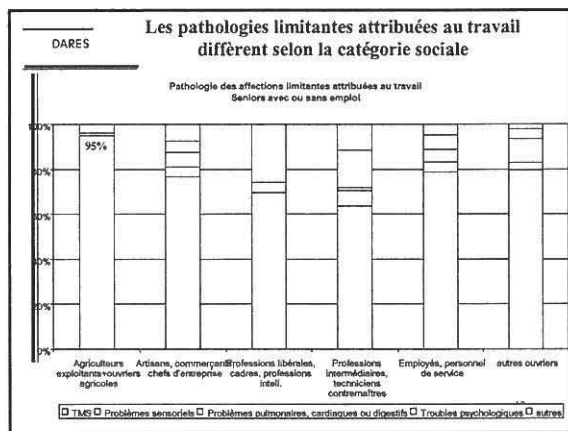 DARES
Les pathologies limitantes attribuées au travail
diffèrent selon la catégorie sociale
Pathologie des affections limitantes attribuées au travail
Seniors avec ou sans emploi
100%
95%
80%
60%
40%
20%
0%
Agriculteurs
exploitants+ouvriers
agricoles
Artisans, commerçants
chefs d'entreprise
Professions libérales,
cadres, professions
intell.
Professions
intermédiaires,
techniciens
contremaîtres
Employés, personnel
de service
autres ouvriers
TMS Problèmes sensoriels Problèmes pulmonaires, cardiaques ou digestifs Troubles psychologiques autres